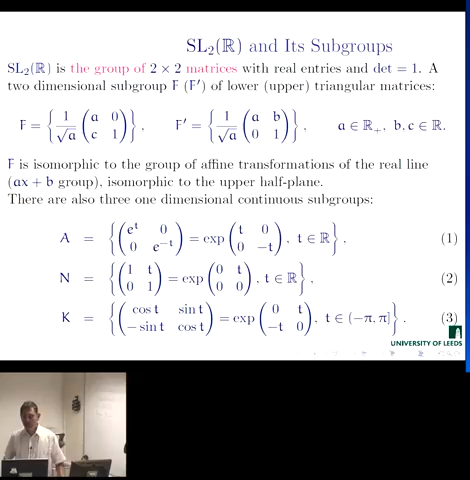 SL₂(ℝ) and Its Subgroups
SL₂(ℝ) is the group of 2 × 2 matrices with real entries and det = 1. A
two dimensional subgroup F (F′) of lower (upper) triangular matrices:
F = { 1/√a (a 0 / c 1) } , F′ = { 1/√a (a b / 0 1) } , a ∈ ℝ₊, b, c ∈ ℝ.
F is isomorphic to the group of affine transformations of the real line
(ax + b group), isomorphic to the upper half-plane.
There are also three one dimensional continuous subgroups:
A = { (eᵗ 0 / 0 e⁻ᵗ) = exp (t 0 / 0 −t) , t ∈ ℝ } , (1)
N = { (1 t / 0 1) = exp (0 t / 0 0) , t ∈ ℝ } , (2)
K = { (cos t sin t / − sin t cos t) = exp (0 t / −t 0) , t ∈ (−π, π] } . (3)
UNIVERSITY OF LEEDS